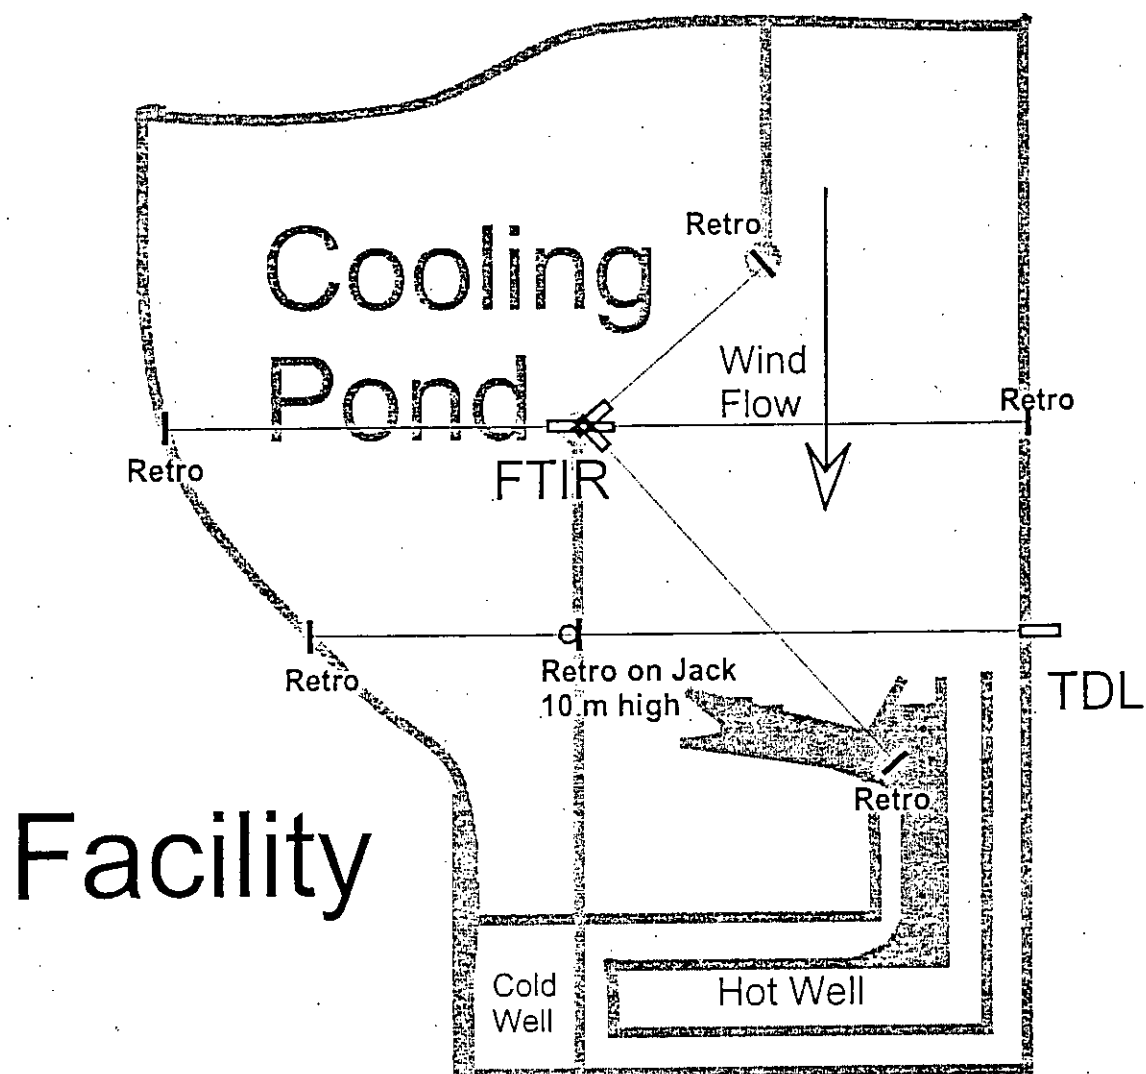 Cooling
Pond
Retro
Wind
Flow
Retro
Retro
FTIR
Retro
Retro on Jack
10 m high
TDL
Retro
Facility
Cold
Well
Hot Well